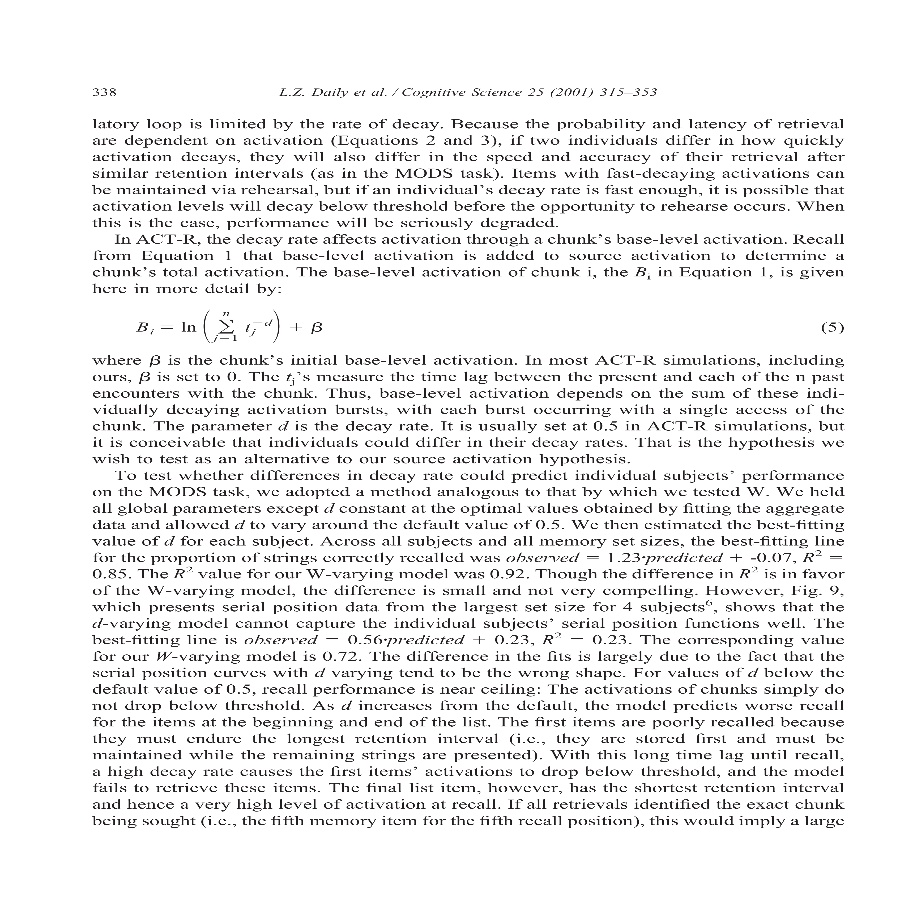 338
L.Z. Daily et al. / Cognitive Science 25 (2001) 315–353
latory loop is limited by the rate of decay. Because the probability and latency of retrieval
are dependent on activation (Equations 2 and 3), if two individuals differ in how quickly
activation decays, they will also differ in the speed and accuracy of their retrieval after
similar retention intervals (as in the MODS task). Items with fast-decaying activations can
be maintained via rehearsal, but if an individual's decay rate is fast enough, it is possible that
activation levels will decay below threshold before the opportunity to rehearse occurs. When
this is the case, performance will be seriously degraded.
In ACT-R, the decay rate affects activation through a chunk's base-level activation. Recall
from Equation 1 that base-level activation is added to source activation to determine a
chunk's total activation. The base-level activation of chunk i, the Bᵢ in Equation 1, is given
here in more detail by:
Bᵢ = ln ( n ∑ j=1 tⱼ⁻ᵈ ) + β (5)
where β is the chunk's initial base-level activation. In most ACT-R simulations, including
ours, β is set to 0. The tⱼ's measure the time lag between the present and each of the n past
encounters with the chunk. Thus, base-level activation depends on the sum of these indi-
vidually decaying activation bursts, with each burst occurring with a single access of the
chunk. The parameter d is the decay rate. It is usually set at 0.5 in ACT-R simulations, but
it is conceivable that individuals could differ in their decay rates. That is the hypothesis we
wish to test as an alternative to our source activation hypothesis.
To test whether differences in decay rate could predict individual subjects' performance
on the MODS task, we adopted a method analogous to that by which we tested W. We held
all global parameters except d constant at the optimal values obtained by fitting the aggregate
data and allowed d to vary around the default value of 0.5. We then estimated the best-fitting
value of d for each subject. Across all subjects and all memory set sizes, the best-fitting line
for the proportion of strings correctly recalled was observed = 1.23·predicted + -0.07, R² =
0.85. The R² value for our W-varying model was 0.92. Though the difference in R² is in favor
of the W-varying model, the difference is small and not very compelling. However, Fig. 9,
which presents serial position data from the largest set size for 4 subjects⁶, shows that the
d-varying model cannot capture the individual subjects' serial position functions well. The
best-fitting line is observed = 0.56·predicted + 0.23, R² = 0.23. The corresponding value
for our W-varying model is 0.72. The difference in the fits is largely due to the fact that the
serial position curves with d varying tend to be the wrong shape. For values of d below the
default value of 0.5, recall performance is near ceiling: The activations of chunks simply do
not drop below threshold. As d increases from the default, the model predicts worse recall
for the items at the beginning and end of the list. The first items are poorly recalled because
they must endure the longest retention interval (i.e., they are stored first and must be
maintained while the remaining strings are presented). With this long time lag until recall,
a high decay rate causes the first items' activations to drop below threshold, and the model
fails to retrieve these items. The final list item, however, has the shortest retention interval
and hence a very high level of activation at recall. If all retrievals identified the exact chunk
being sought (i.e., the fifth memory item for the fifth recall position), this would imply a large